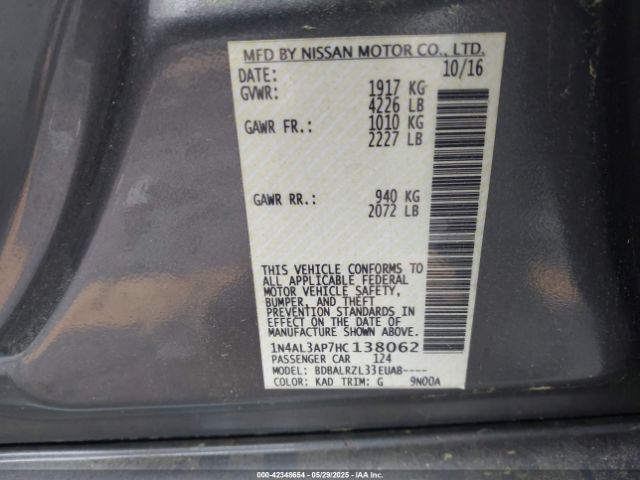 MFD BY NISSAN MOTOR CO., LTD.
DATE: 10/16
GVWR: 1917 KG
4226 LB
GAWR FR.: 1010 KG
2227 LB
GAWR RR.: 940 KG
2072 LB
THIS VEHICLE CONFORMS TO
ALL APPLICABLE FEDERAL
MOTOR VEHICLE SAFETY,
BUMPER, AND THEFT
PREVENTION STANDARDS IN
EFFECT ON THE DATE OF
MANUFACTURE SHOWN ABOVE.
1N4AL3AP7HC138062
PASSENGER CAR 124
MODEL: BDBALRZL33EUAB----
COLOR: KAD TRIM: G 9N00A
000-42348654 - 05/29/2025 - IAAI.COM